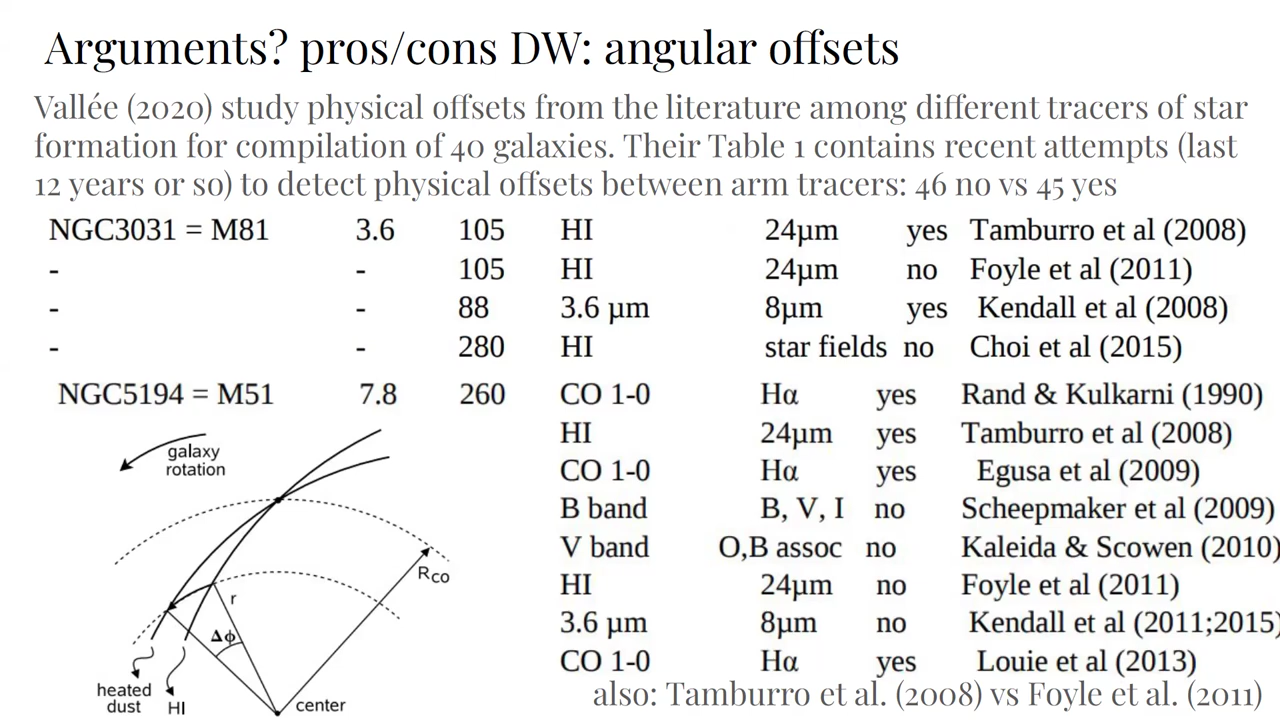 Arguments? pros/cons DW: angular offsets
Vallée (2020) study physical offsets from the literature among different tracers of star
formation for compilation of 40 galaxies. Their Table 1 contains recent attempts (last
12 years or so) to detect physical offsets between arm tracers: 46 no vs 45 yes
NGC3031 = M81 3.6 105 HI 24µm yes Tamburro et al (2008)
- - 105 HI 24µm no Foyle et al (2011)
- - 88 3.6 µm 8µm yes Kendall et al (2008)
- - 280 HI star fields no Choi et al (2015)
NGC5194 = M51 7.8 260 CO 1-0 Hα yes Rand & Kulkarni (1990)
HI 24µm yes Tamburro et al (2008)
CO 1-0 Hα yes Egusa et al (2009)
B band B, V, I no Scheepmaker et al (2009)
V band O,B assoc no Kaleida & Scowen (2010)
HI 24µm no Foyle et al (2011)
3.6 µm 8µm no Kendall et al (2011;2015)
CO 1-0 Hα yes Louie et al (2013)
also: Tamburro et al. (2008) vs Foyle et al. (2011)
galaxy
rotation
Rco
r
Δϕ
heated
dust
HI
center